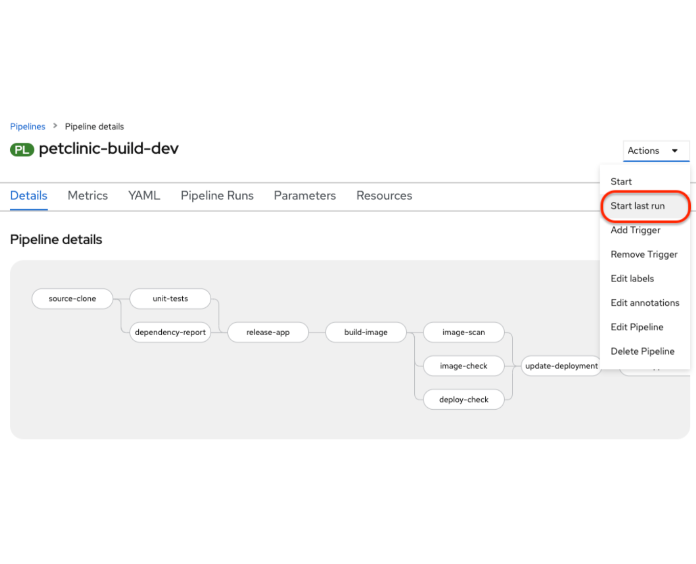 Pipelines > Pipeline details
PL petclinic-build-dev
Actions
Details Metrics YAML Pipeline Runs Parameters Resources
Start
Start last run
Add Trigger
Remove Trigger
Edit labels
Edit annotations
Edit Pipeline
Delete Pipeline
Pipeline details
source-clone
unit-tests
dependency-report
release-app
build-image
image-scan
image-check
deploy-check
update-deployment